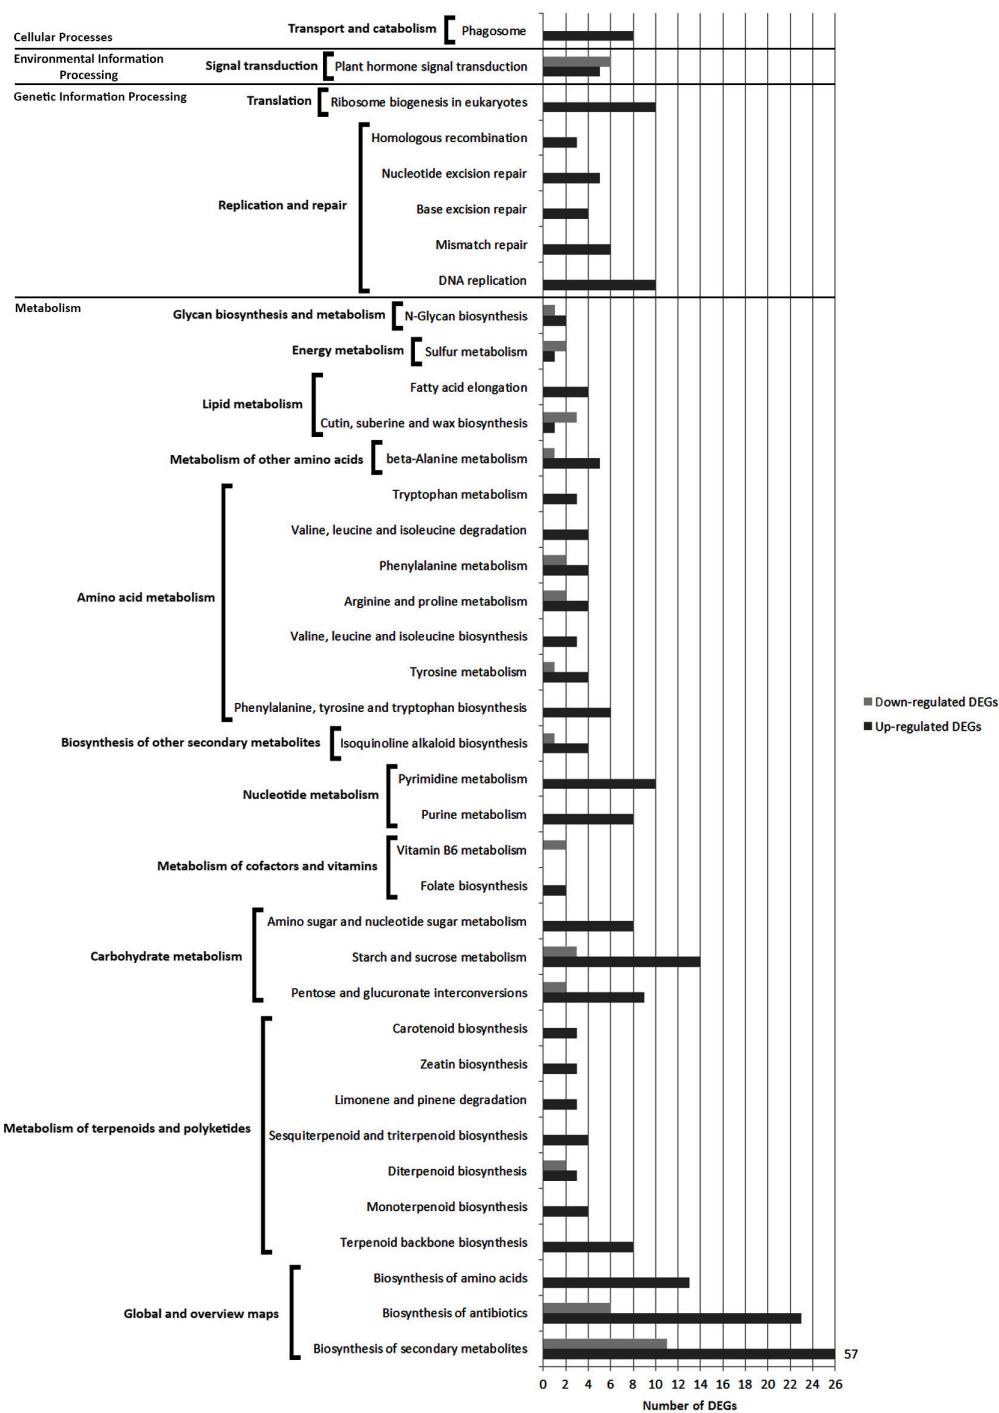 Cellular Processes
Transport and catabolism
Phagosome
Environmental Information
Processing
Signal transduction
Plant hormone signal transduction
Genetic Information Processing
Translation
Ribosome biogenesis in eukaryotes
Replication and repair
Homologous recombination
Nucleotide excision repair
Base excision repair
Mismatch repair
DNA replication
Metabolism
Glycan biosynthesis and metabolism
N-Glycan biosynthesis
Energy metabolism
Sulfur metabolism
Lipid metabolism
Fatty acid elongation
Cutin, suberine and wax biosynthesis
Metabolism of other amino acids
beta-Alanine metabolism
Amino acid metabolism
Tryptophan metabolism
Valine, leucine and isoleucine degradation
Phenylalanine metabolism
Arginine and proline metabolism
Valine, leucine and isoleucine biosynthesis
Tyrosine metabolism
Phenylalanine, tyrosine and tryptophan biosynthesis
Biosynthesis of other secondary metabolites
Isoquinoline alkaloid biosynthesis
Nucleotide metabolism
Pyrimidine metabolism
Purine metabolism
Metabolism of cofactors and vitamins
Vitamin B6 metabolism
Folate biosynthesis
Carbohydrate metabolism
Amino sugar and nucleotide sugar metabolism
Starch and sucrose metabolism
Pentose and glucuronate interconversions
Metabolism of terpenoids and polyketides
Carotenoid biosynthesis
Zeatin biosynthesis
Limonene and pinene degradation
Sesquiterpenoid and triterpenoid biosynthesis
Diterpenoid biosynthesis
Monoterpenoid biosynthesis
Terpenoid backbone biosynthesis
Global and overview maps
Biosynthesis of amino acids
Biosynthesis of antibiotics
Biosynthesis of secondary metabolites
57
0 2 4 6 8 10 12 14 16 18 20 22 24 26
Number of DEGs
Down-regulated DEGs
Up-regulated DEGs